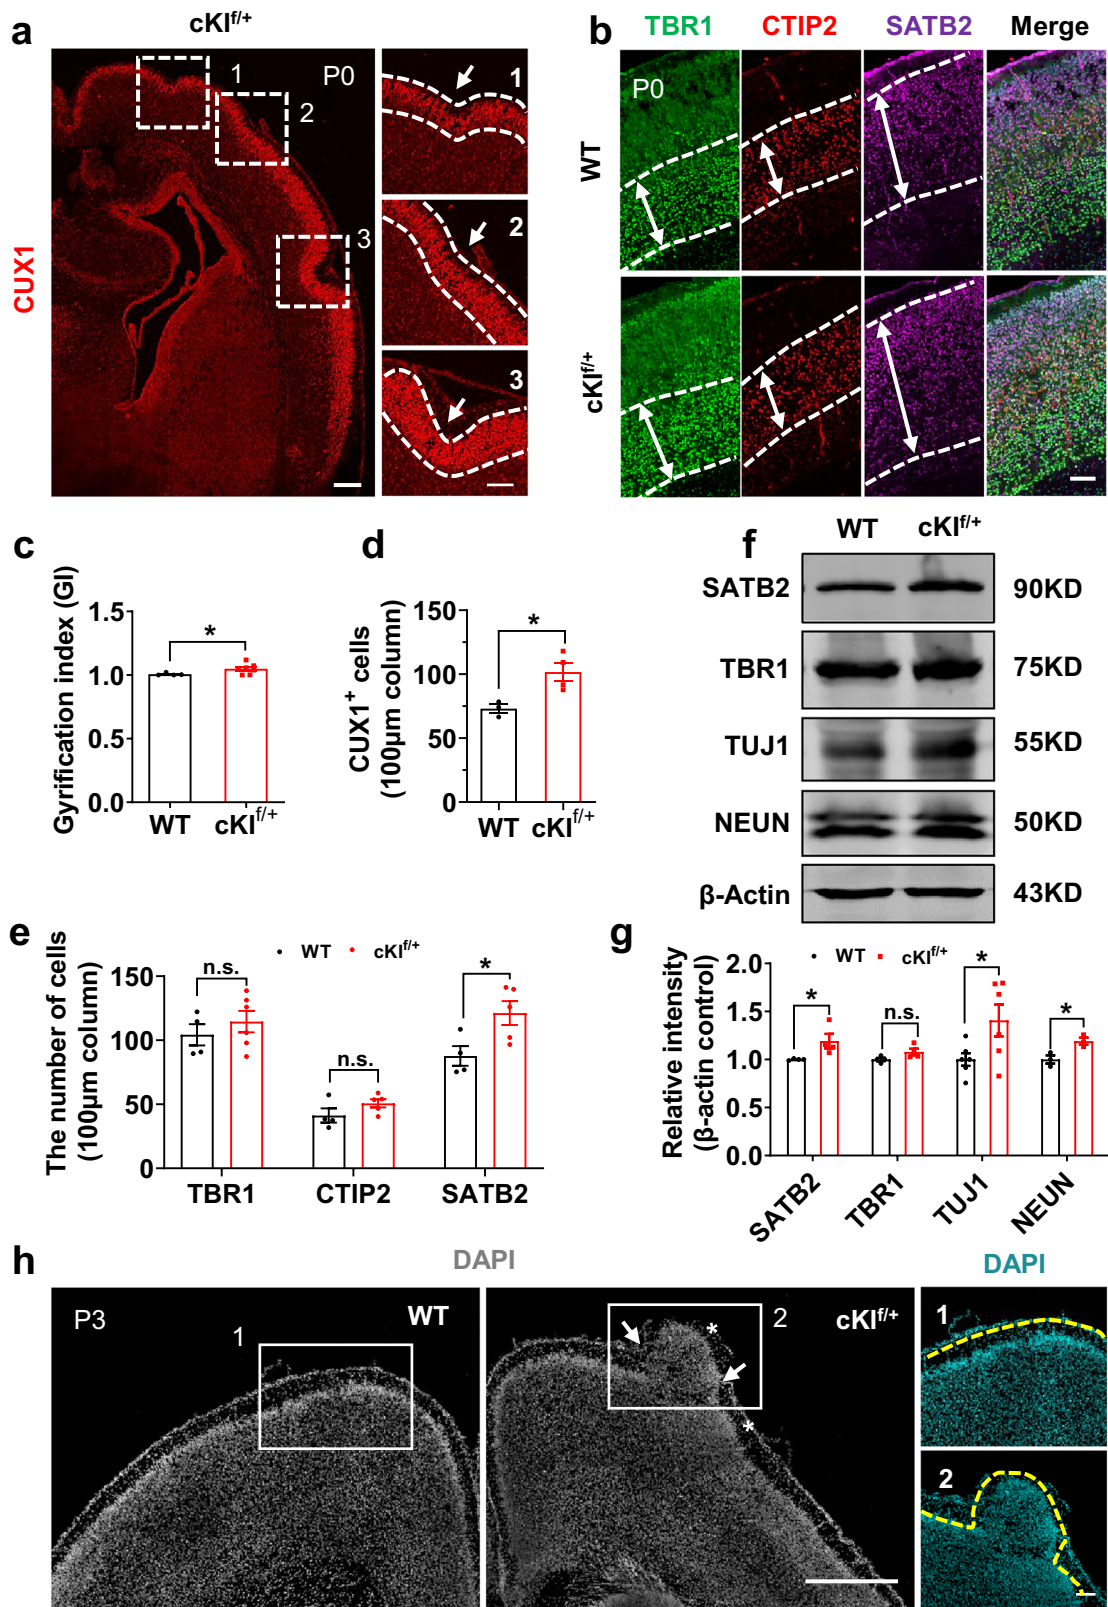 a
cKI^f/+
CUX1
P0
1
2
3
1
2
3
b
TBR1 CTIP2 SATB2 Merge
P0
WT
cKI^f/+
c
Gyrification index (GI)
1.5
1.0
0.5
0.0
*
WT cKI^f/+
d
CUX1⁺ cells
(100μm column)
150
100
50
0
*
WT cKI^f/+
f
WT cKI^f/+
SATB2 90KD
TBR1 75KD
TUJ1 55KD
NEUN 50KD
β-Actin 43KD
e
The number of cells
(100μm column)
WT cKI^f/+
150
100
50
0
n.s.
n.s.
*
TBR1 CTIP2 SATB2
g
Relative intensity
(β-actin control)
WT cKI^f/+
2.0
1.5
1.0
0.5
0.0
*
n.s.
*
*
SATB2 TBR1 TUJ1 NEUN
h
DAPI
DAPI
P3
WT
1
2
cKI^f/+
*
*
1
2